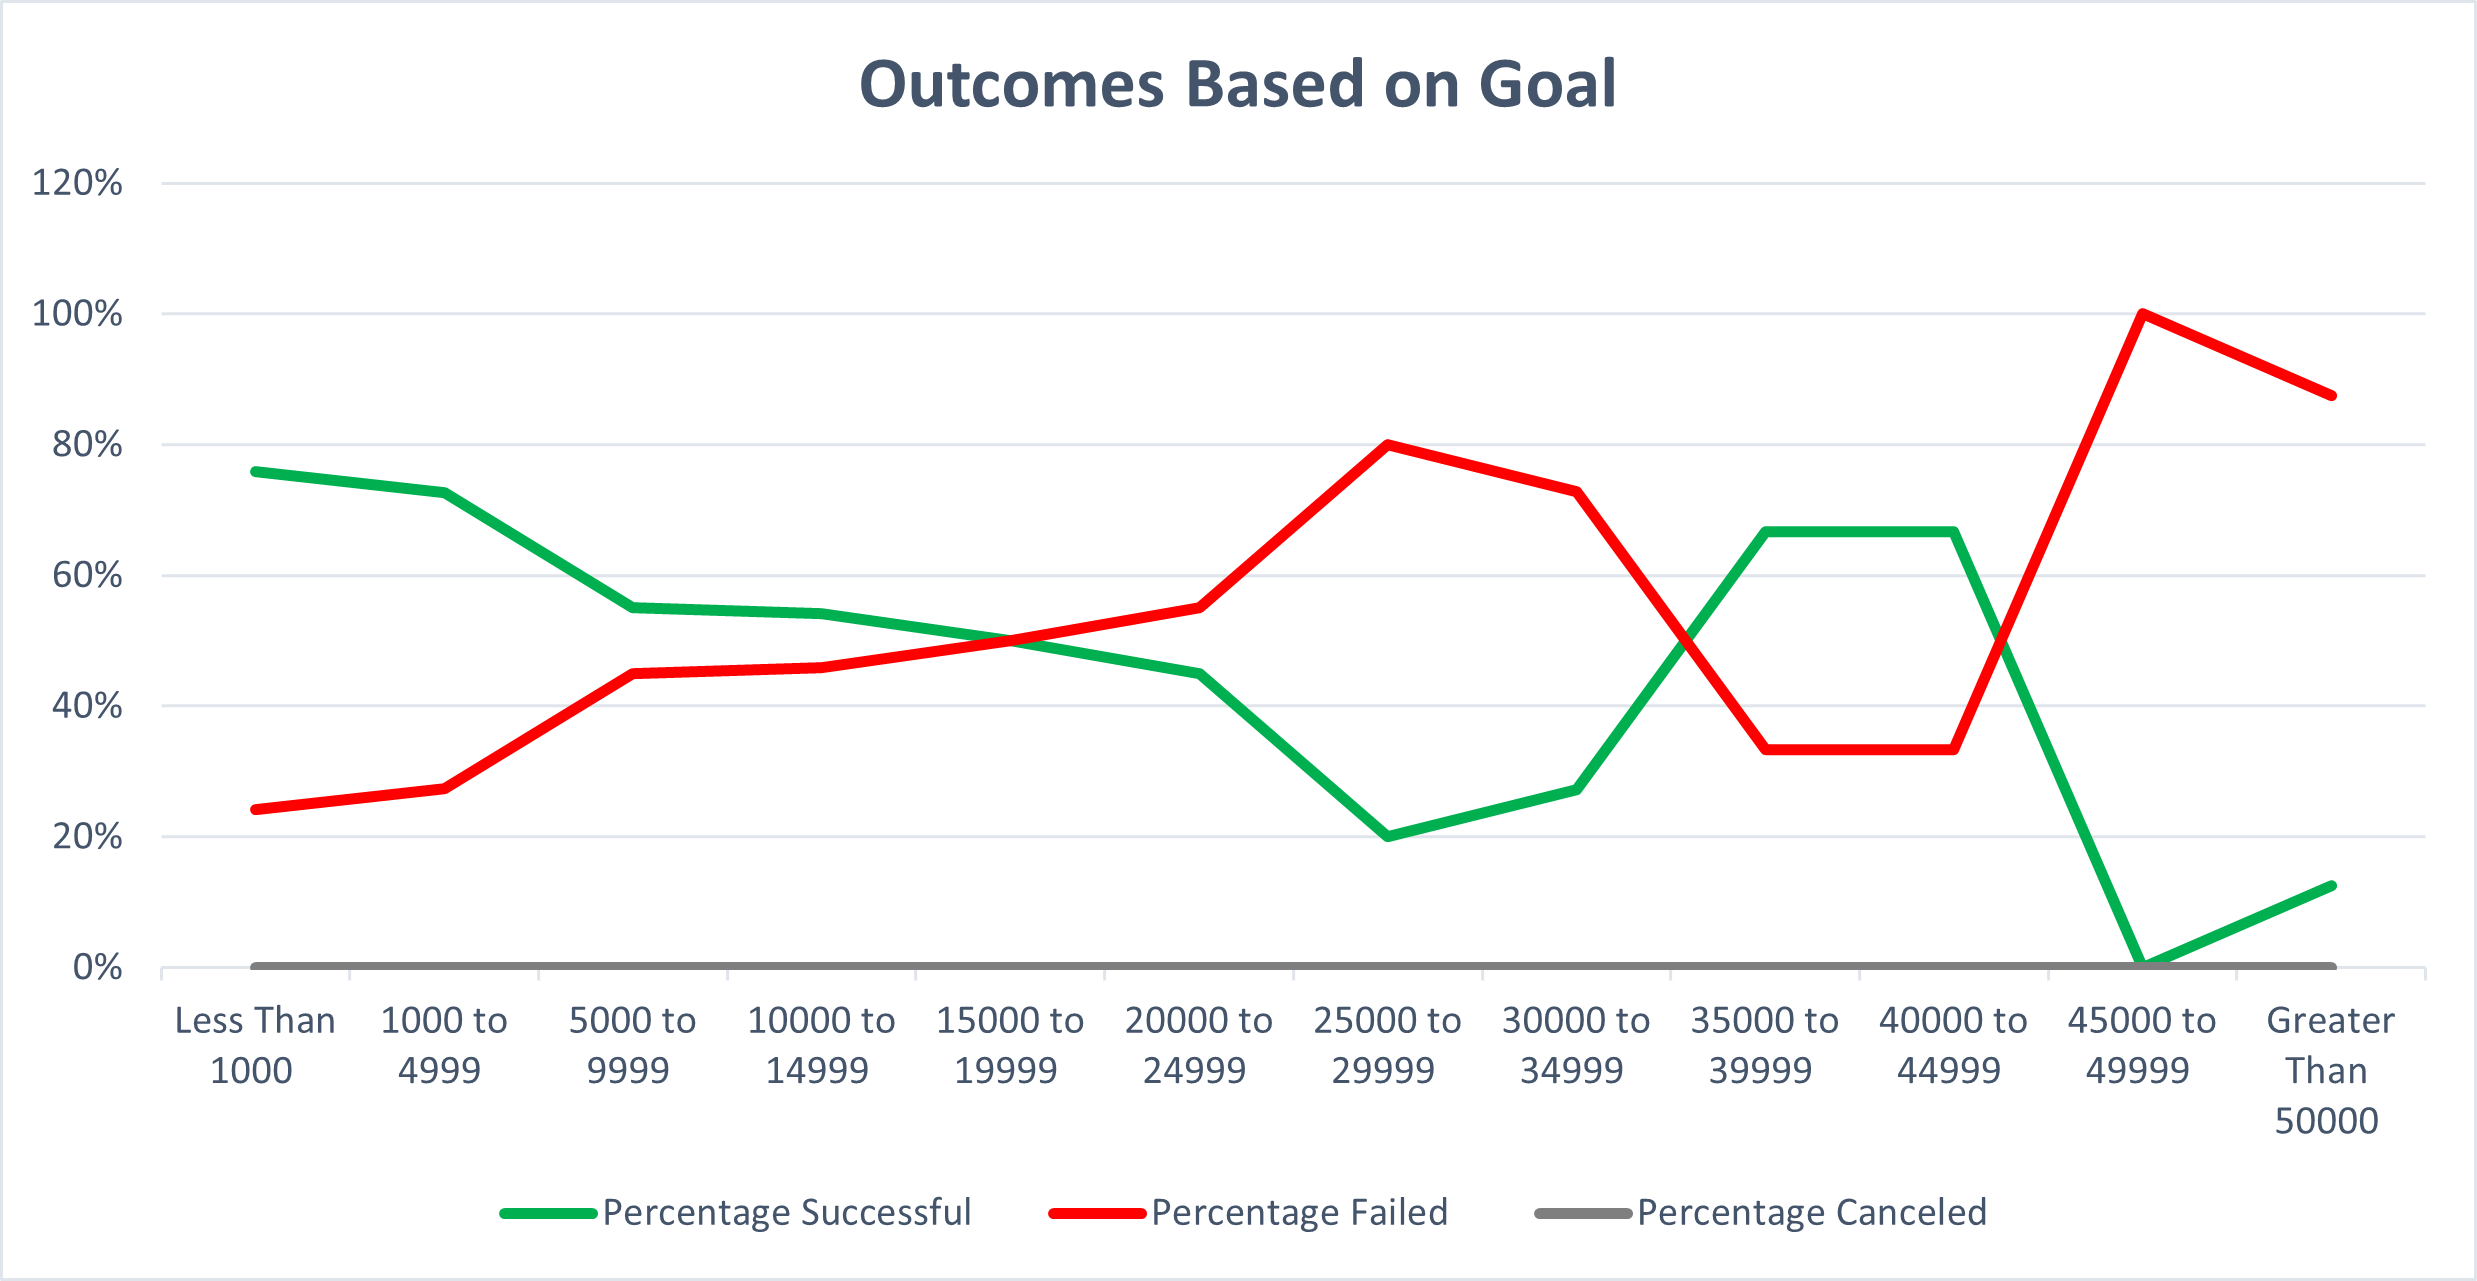 Outcomes Based on Goal
120%
100%
80%
60%
40%
20%
0%
Less Than 1000
1000 to 4999
5000 to 9999
10000 to 14999
15000 to 19999
20000 to 24999
25000 to 29999
30000 to 34999
35000 to 39999
40000 to 44999
45000 to 49999
Greater Than 50000
Percentage Successful
Percentage Failed
Percentage Canceled